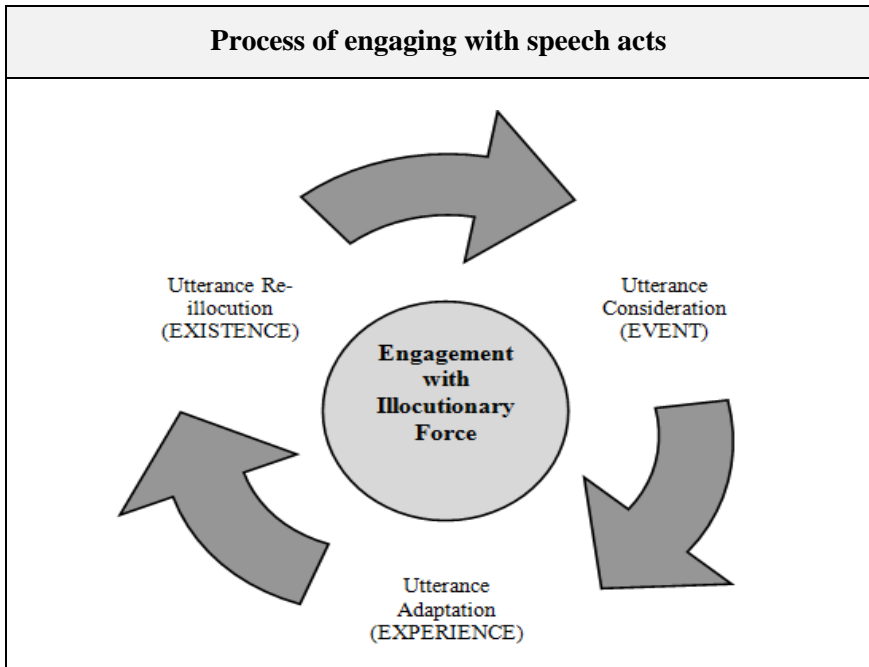 Process of engaging with speech acts
Utterance Re-
illocution
(EXISTENCE)
Utterance
Consideration
(EVENT)
Engagement
with
Illocutionary
Force
Utterance
Adaptation
(EXPERIENCE)